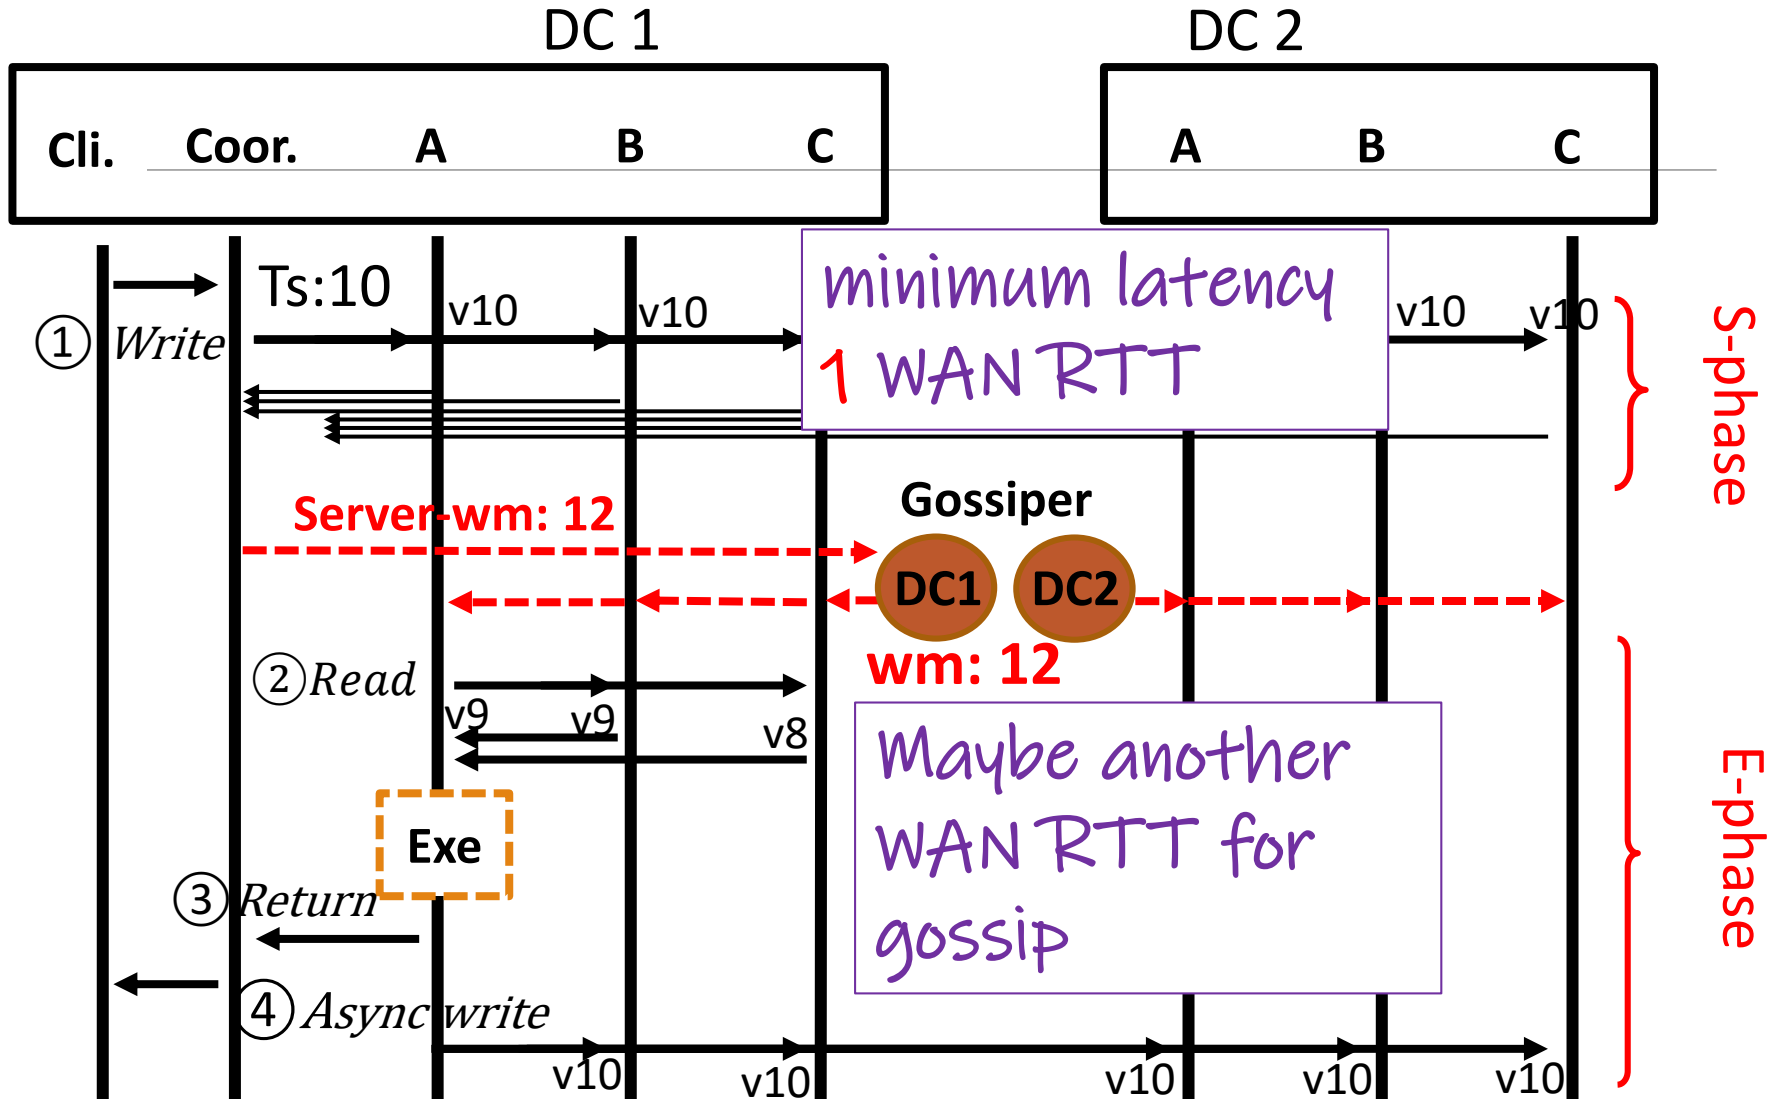 DC 1
DC 2
Cli.
Coor.
A
B
C
A
B
C
Ts:10
v10
v10
v10
v10
① Write
minimum latency
1 WAN RTT
S-phase
Server-wm: 12
Gossiper
DC1
DC2
wm: 12
② Read
v9
v9
v8
Maybe another
WAN RTT for
gossip
E-phase
Exe
③ Return
④ Async write
v10
v10
v10
v10
v10